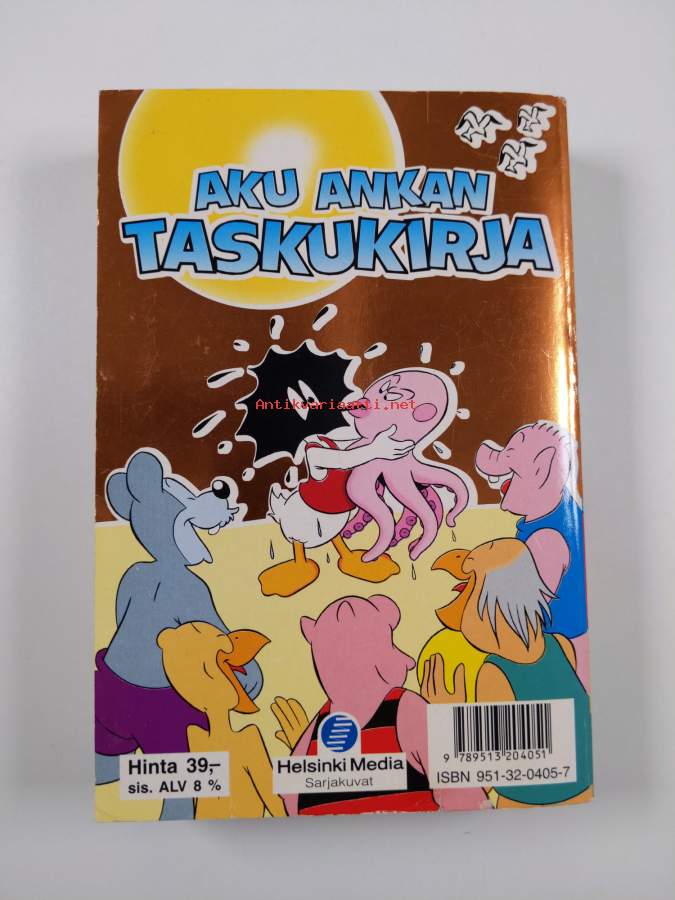 AKU ANKAN
TASKUKIRJA
Antikvariaatti.net
Hinta 39,–
sis. ALV 8 %
Helsinki Media
Sarjakuvat
9 789513 204051
ISBN 951-32-0405-7